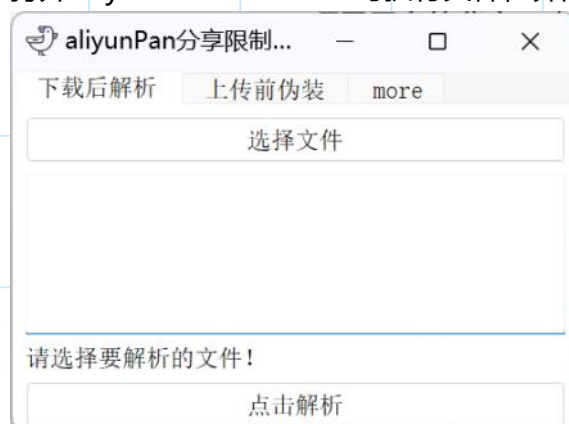 aliyunPan分享限制...
下载后解析 上传前伪装 more
选择文件
请选择要解析的文件!
点击解析